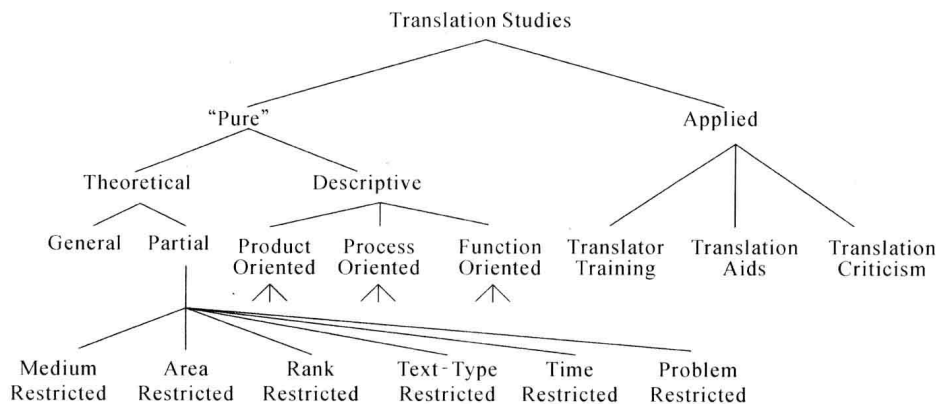 Translation Studies
“Pure” Applied
Theoretical Descriptive
General Partial Product Process Function Translator Translation Translation
Oriented Oriented Oriented Training Aids Criticism
Medium Area Rank Text-Type Time Problem
Restricted Restricted Restricted Restricted Restricted Restricted